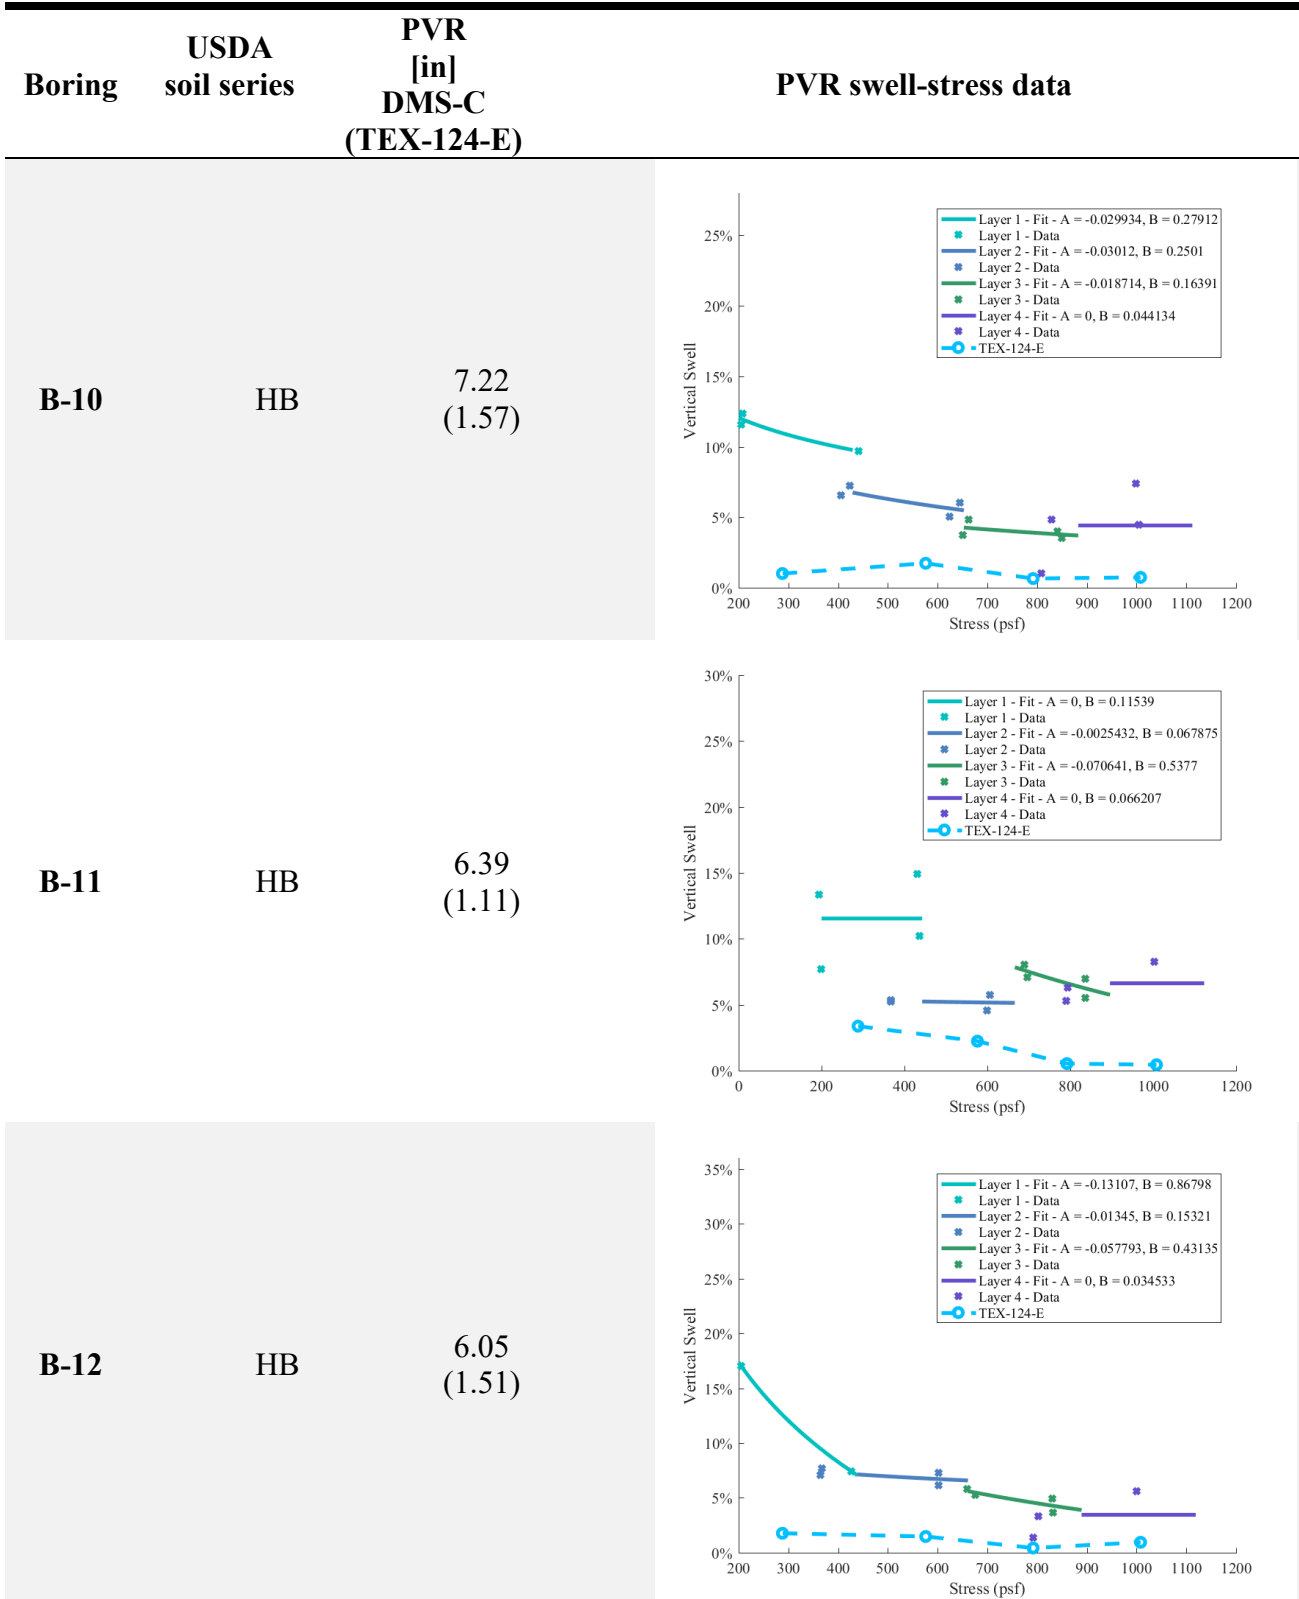 Boring
USDA
soil series
PVR
[in]
DMS-C
(TEX-124-E)
PVR swell-stress data
B-10
HB
7.22
(1.57)
Layer 1 - Fit - A = -0.029934, B = 0.27912
Layer 1 - Data
Layer 2 - Fit - A = -0.03012, B = 0.2501
Layer 2 - Data
Layer 3 - Fit - A = -0.018714, B = 0.16391
Layer 3 - Data
Layer 4 - Fit - A = 0, B = 0.044134
Layer 4 - Data
TEX-124-E
25%
20%
15%
10%
5%
0%
Vertical Swell
200 300 400 500 600 700 800 900 1000 1100 1200
Stress (psf)
B-11
HB
6.39
(1.11)
Layer 1 - Fit - A = 0, B = 0.11539
Layer 1 - Data
Layer 2 - Fit - A = -0.0025432, B = 0.067875
Layer 2 - Data
Layer 3 - Fit - A = -0.070641, B = 0.5377
Layer 3 - Data
Layer 4 - Fit - A = 0, B = 0.066207
Layer 4 - Data
TEX-124-E
30%
25%
20%
15%
10%
5%
0%
Vertical Swell
0 200 400 600 800 1000 1200
Stress (psf)
B-12
HB
6.05
(1.51)
Layer 1 - Fit - A = -0.13107, B = 0.86798
Layer 1 - Data
Layer 2 - Fit - A = -0.01345, B = 0.15321
Layer 2 - Data
Layer 3 - Fit - A = -0.057793, B = 0.43135
Layer 3 - Data
Layer 4 - Fit - A = 0, B = 0.034533
Layer 4 - Data
TEX-124-E
35%
30%
25%
20%
15%
10%
5%
0%
Vertical Swell
200 300 400 500 600 700 800 900 1000 1100 1200
Stress (psf)